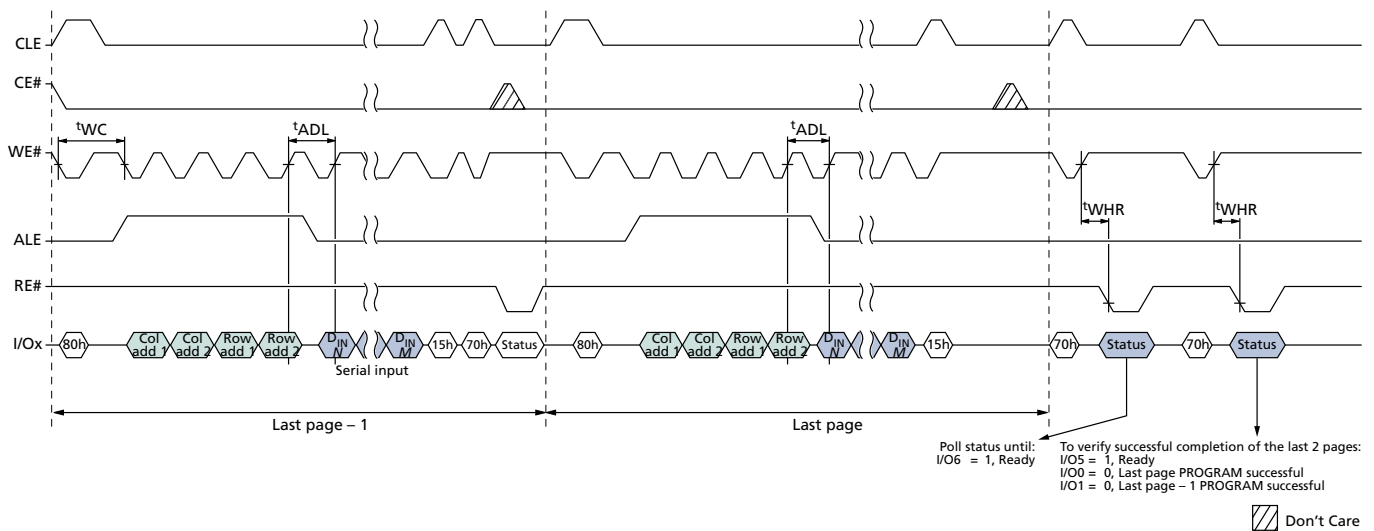 CLE
CE#
tWC
tADL
tADL
WE#
tWHR
tWHR
ALE
RE#
I/Ox
80h
Col add 1
Col add 2
Row add 1
Row add 2
DIN N
DIN M
15h
70h
Status
80h
Col add 1
Col add 2
Row add 1
Row add 2
DIN N
DIN M
15h
70h
Status
70h
Status
Serial input
Last page – 1
Last page
Poll status until:
I/O6 = 1, Ready
To verify successful completion of the last 2 pages:
I/O5 = 1, Ready
I/O0 = 0, Last page PROGRAM successful
I/O1 = 0, Last page – 1 PROGRAM successful
Don't Care